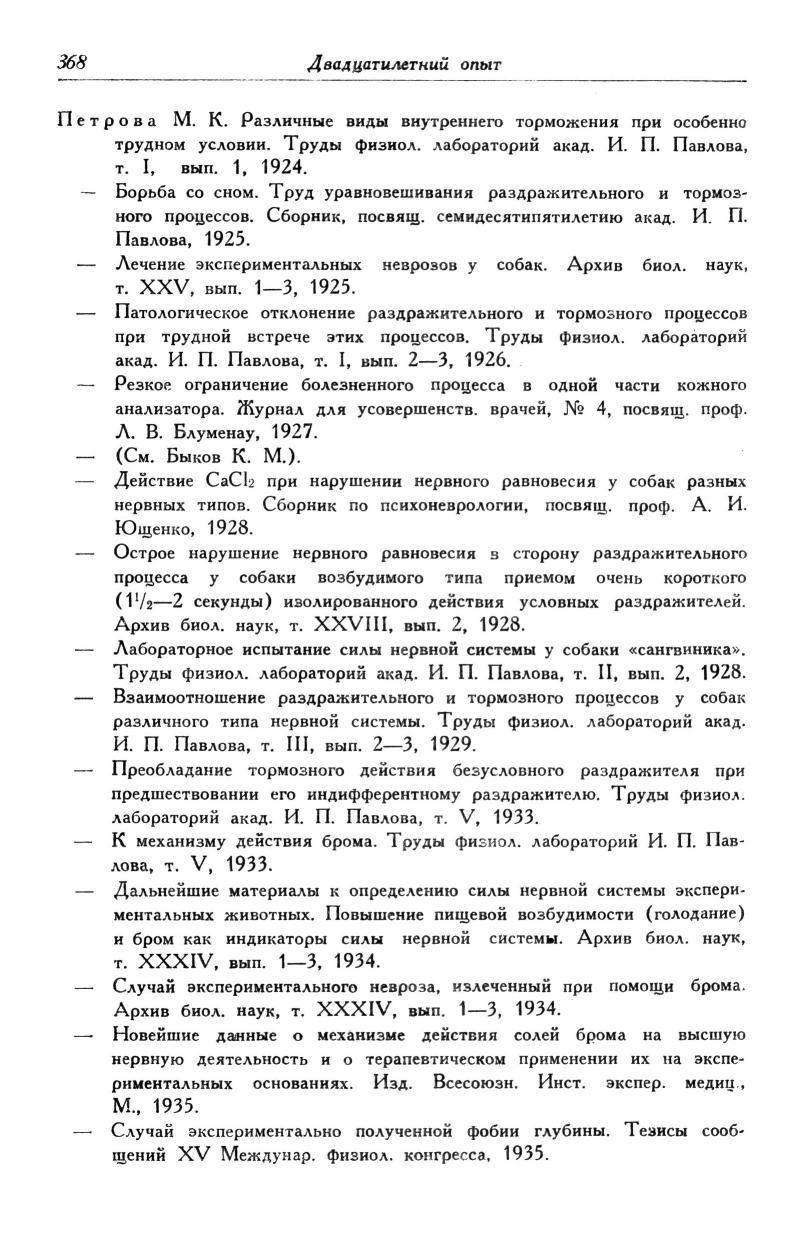 368 Двадцатилетний опыт
Петрова М. К. Различные виды внутреннего торможения при особенно
трудном условии. Труды физиол. лабораторий акад. И. П. Павлова,
т. I, вып. 1, 1924.
— Борьба со сном. Труд уравновешивания раздражительного и тормоз-
ного процессов. Сборник, посвящ. семидесятипятилетию акад. И. П.
Павлова, 1925.
— Лечение экспериментальных неврозов у собак. Архив биол. наук,
т. XXV, вып. 1—3, 1925.
— Патологическое отклонение раздражительного и тормозного процессов
при трудной встрече этих процессов. Труды физиол. лабораторий
акад. И. П. Павлова, т. I, вып. 2—3, 1926.
— Резкое ограничение болезненного процесса в одной части кожного
анализатора. Журнал для усовершенств. врачей, № 4, посвящ. проф.
Л. В. Блуменау, 1927.
— (См. Быков К. М.).
— Действие CaCl₂ при нарушении нервного равновесия у собак разных
нервных типов. Сборник по психоневрологии, посвящ. проф. А. И.
Ющенко, 1928.
— Острое нарушение нервного равновесия в сторону раздражительного
процесса у собаки возбудимого типа приемом очень короткого
(1¹/₂—2 секунды) изолированного действия условных раздражителей.
Архив биол. наук, т. XXVIII, вып. 2, 1928.
— Лабораторное испытание силы нервной системы у собаки «сангвиника».
Труды физиол. лабораторий акад. И. П. Павлова, т. II, вып. 2, 1928.
— Взаимоотношение раздражительного и тормозного процессов у собак
различного типа нервной системы. Труды физиол. лабораторий акад.
И. П. Павлова, т. III, вып. 2—3, 1929.
— Преобладание тормозного действия безусловного раздражителя при
предшествовании его индифферентному раздражителю. Труды физиол.
лабораторий акад. И. П. Павлова, т. V, 1933.
— К механизму действия брома. Труды физиол. лабораторий И. П. Пав-
лова, т. V, 1933.
— Дальнейшие материалы к определению силы нервной системы экспери-
ментальных животных. Повышение пищевой возбудимости (голодание)
и бром как индикаторы силы нервной системы. Архив биол. наук,
т. XXXIV, вып. 1—3, 1934.
— Случай экспериментального невроза, излеченный при помощи брома.
Архив биол. наук, т. XXXIV, вып. 1—3, 1934.
— Новейшие данные о механизме действия солей брома на высшую
нервную деятельность и о терапевтическом применении их на экспе-
риментальных основаниях. Изд. Всесоюзн. Инст. экспер. медиц.,
М., 1935.
— Случай экспериментально полученной фобии глубины. Тезисы сооб-
щений XV Междунар. физиол. конгресса, 1935.